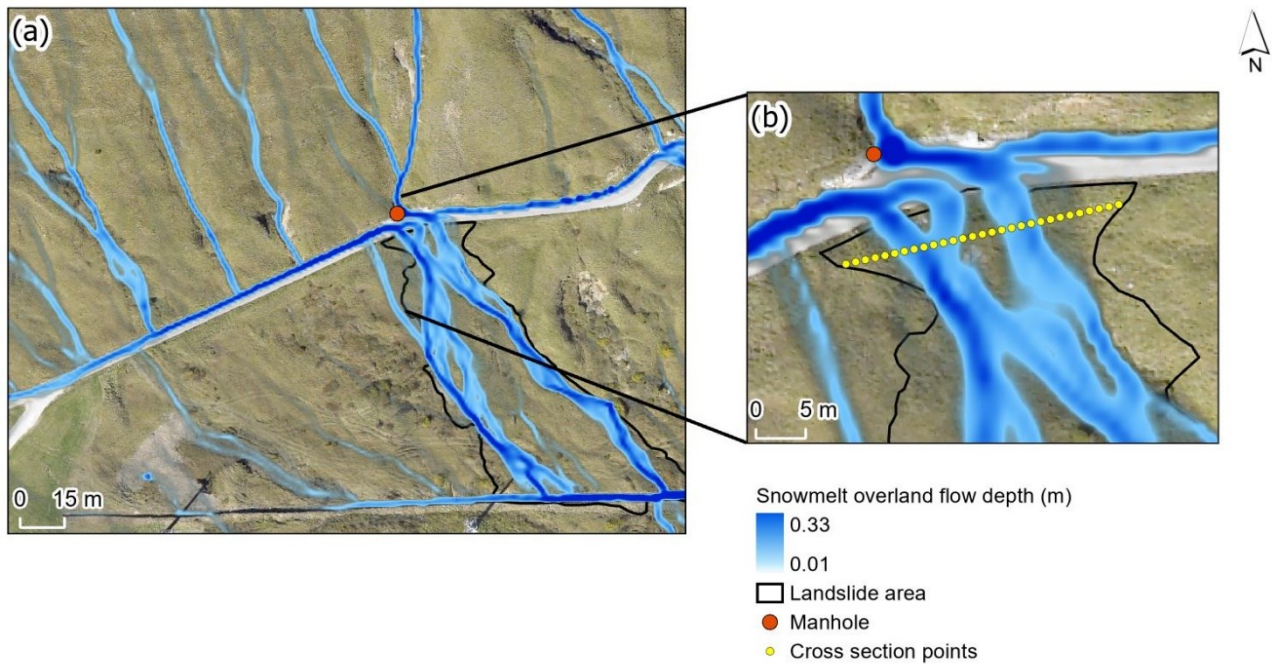 (a)
N
(b)
0 5 m
0 15 m
Snowmelt overland flow depth (m)
0.33
0.01
Landslide area
Manhole
Cross section points